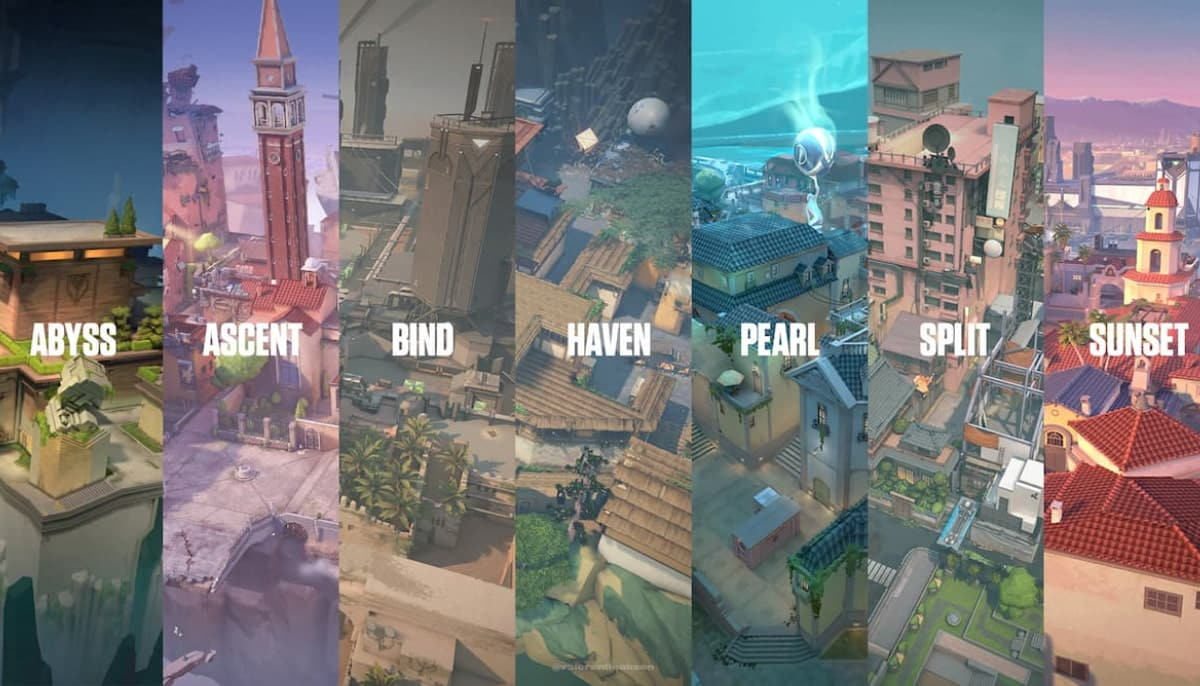 ABYSS
ASCENT
BIND
HAVEN
PEARL
SPLIT
SUNSET